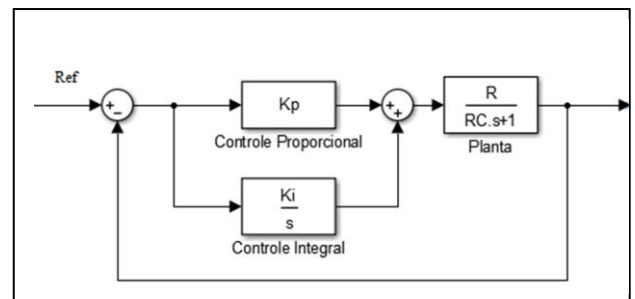 Ref
+
-
Kp
Controle Proporcional
+
+
R
RC.s+1
Planta
Ki
s
Controle Integral